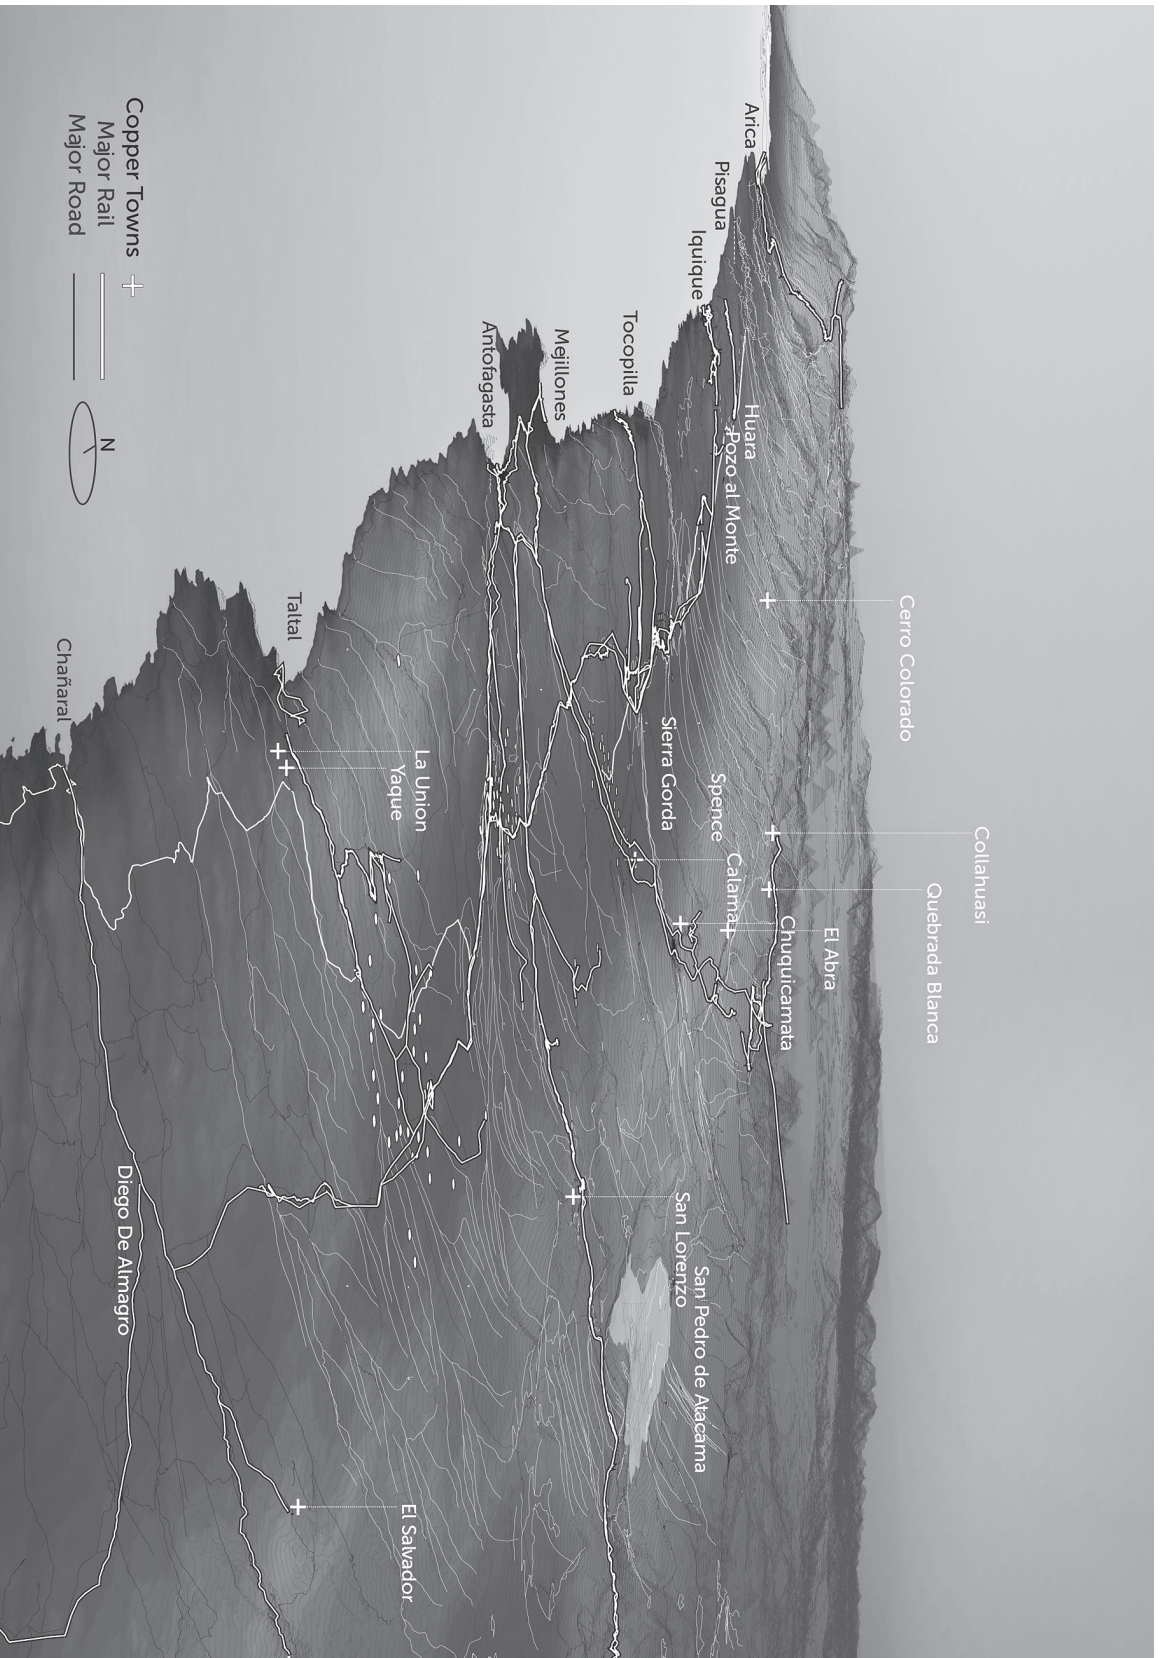 Collahuasi
Quebrada Blanca
Cerro Colorado
El Abra
Chuquicamata
Arica
Huara
Pisagua
Pozo al Monte
Calama
Spence
Iquique
San Pedro de Atacama
San Lorenzo
Sierra Gorda
Tocopilla
Mejillones
Antofagasta
La Union
Yaque
El Salvador
Taltal
Chañaral
Diego De Almagro
Copper Towns
Major Rail
Major Road
N